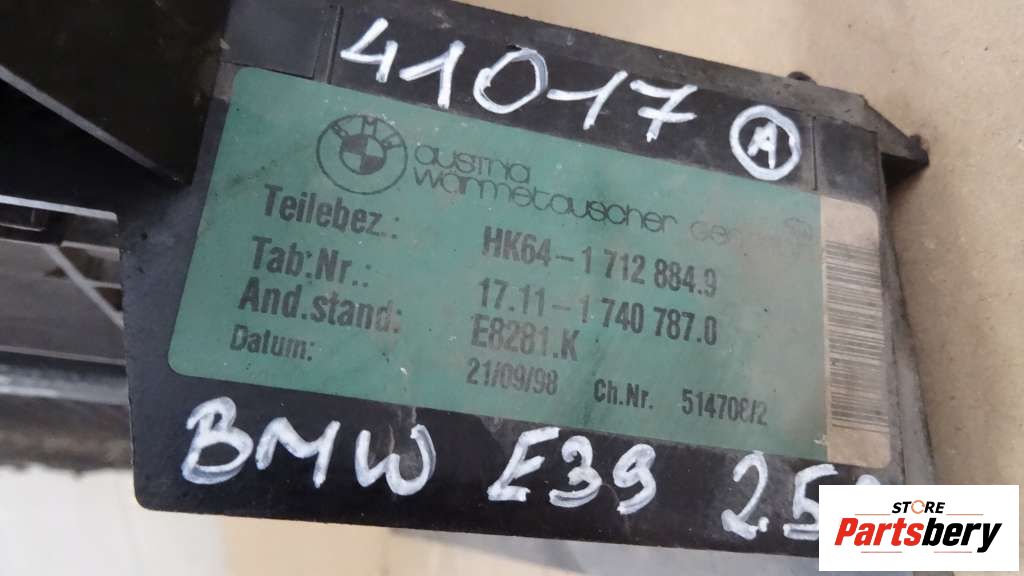 41017 A
BMW
austria
wärmetauscher
Teilebez.: HK64-1 712 884.9
Tab.Nr.: 17.11-1 740 787.0
And.stand: E8281.K
Datum: 21/09/98 Ch.Nr. 514708/2
BMW E39
STORE
Partsbery